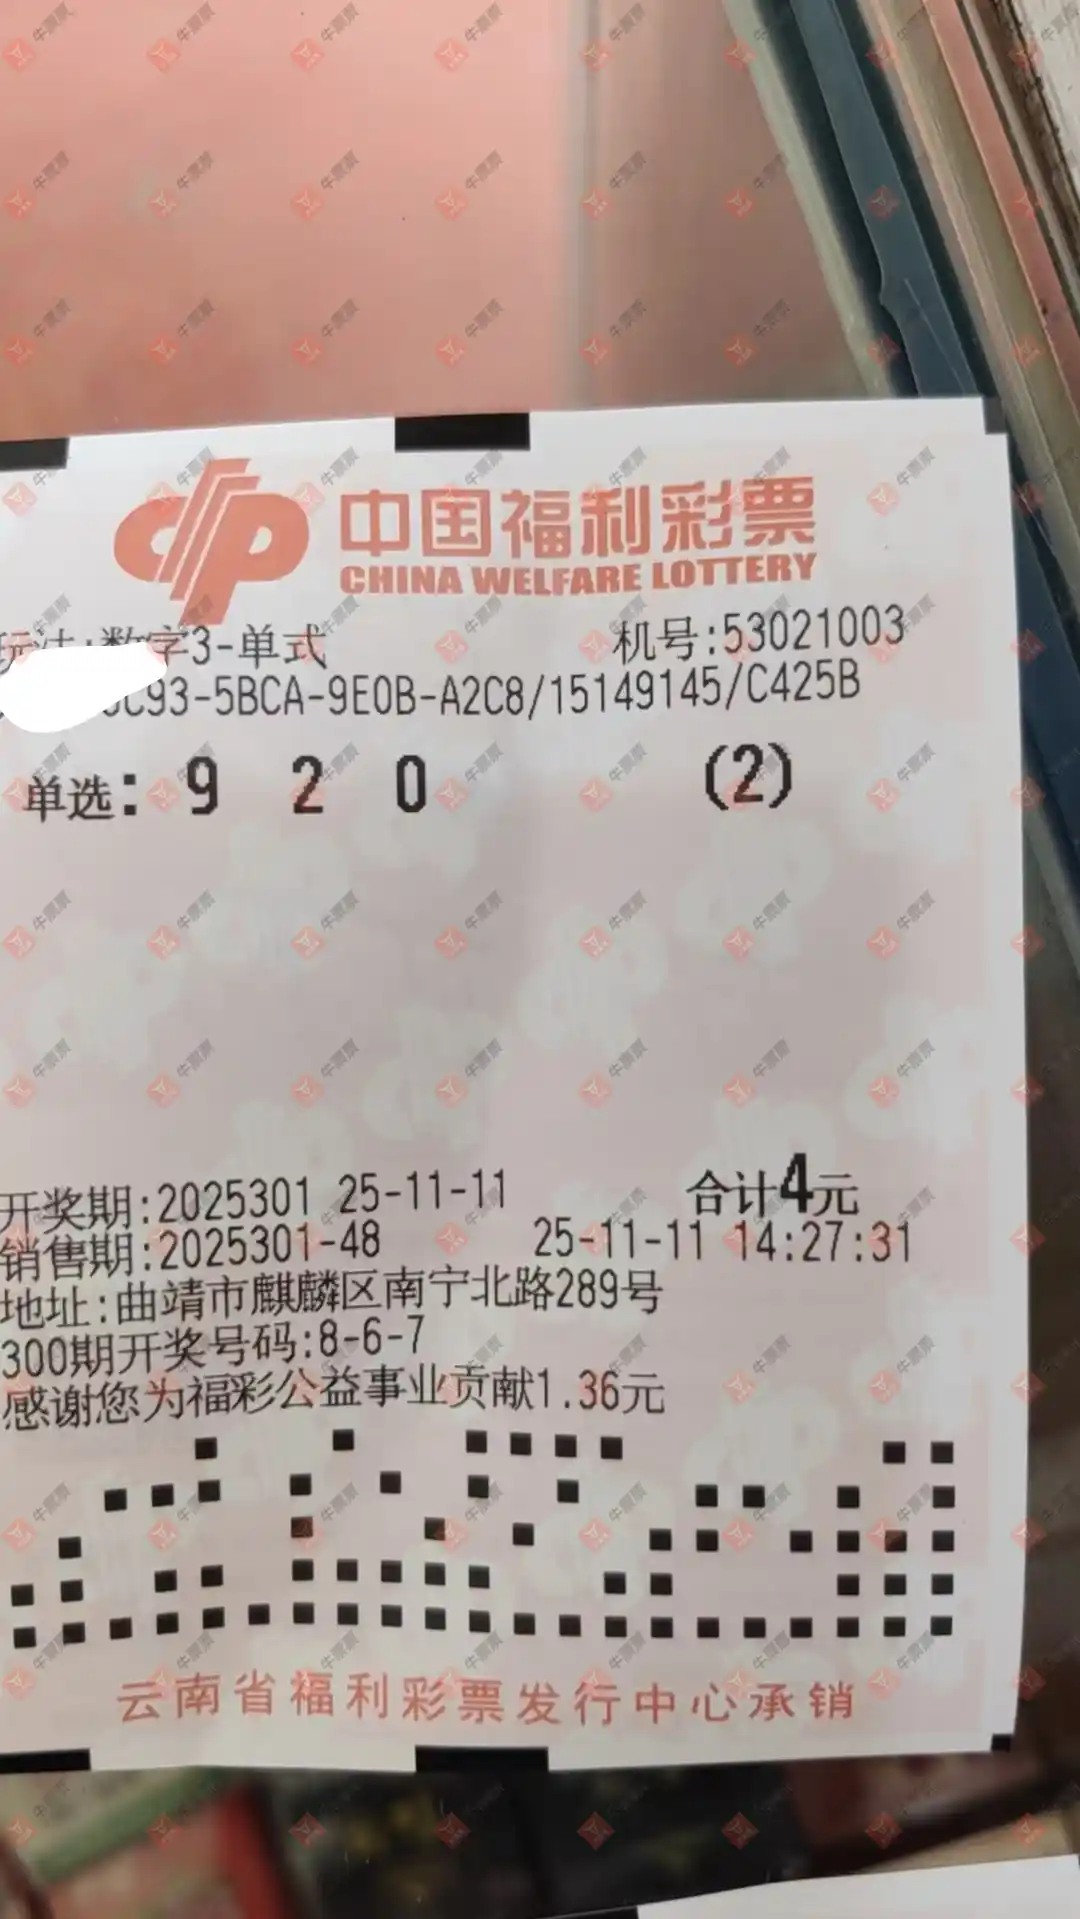 中国福利彩票
CHINA WELFARE LOTTERY
玩法:数字3-单式 机号:53021003
C93-5BCA-9E0B-A2C8/15149145/C425B
单选: 9 2 0 (2)
开奖期:2025301 25-11-11 合计4元
销售期:2025301-48 25-11-11 14:27:31
地址:曲靖市麒麟区南宁北路289号
300期开奖号码:8-6-7
感谢您为福彩公益事业贡献1.36元
云南省福利彩票发行中心承销
牛票票